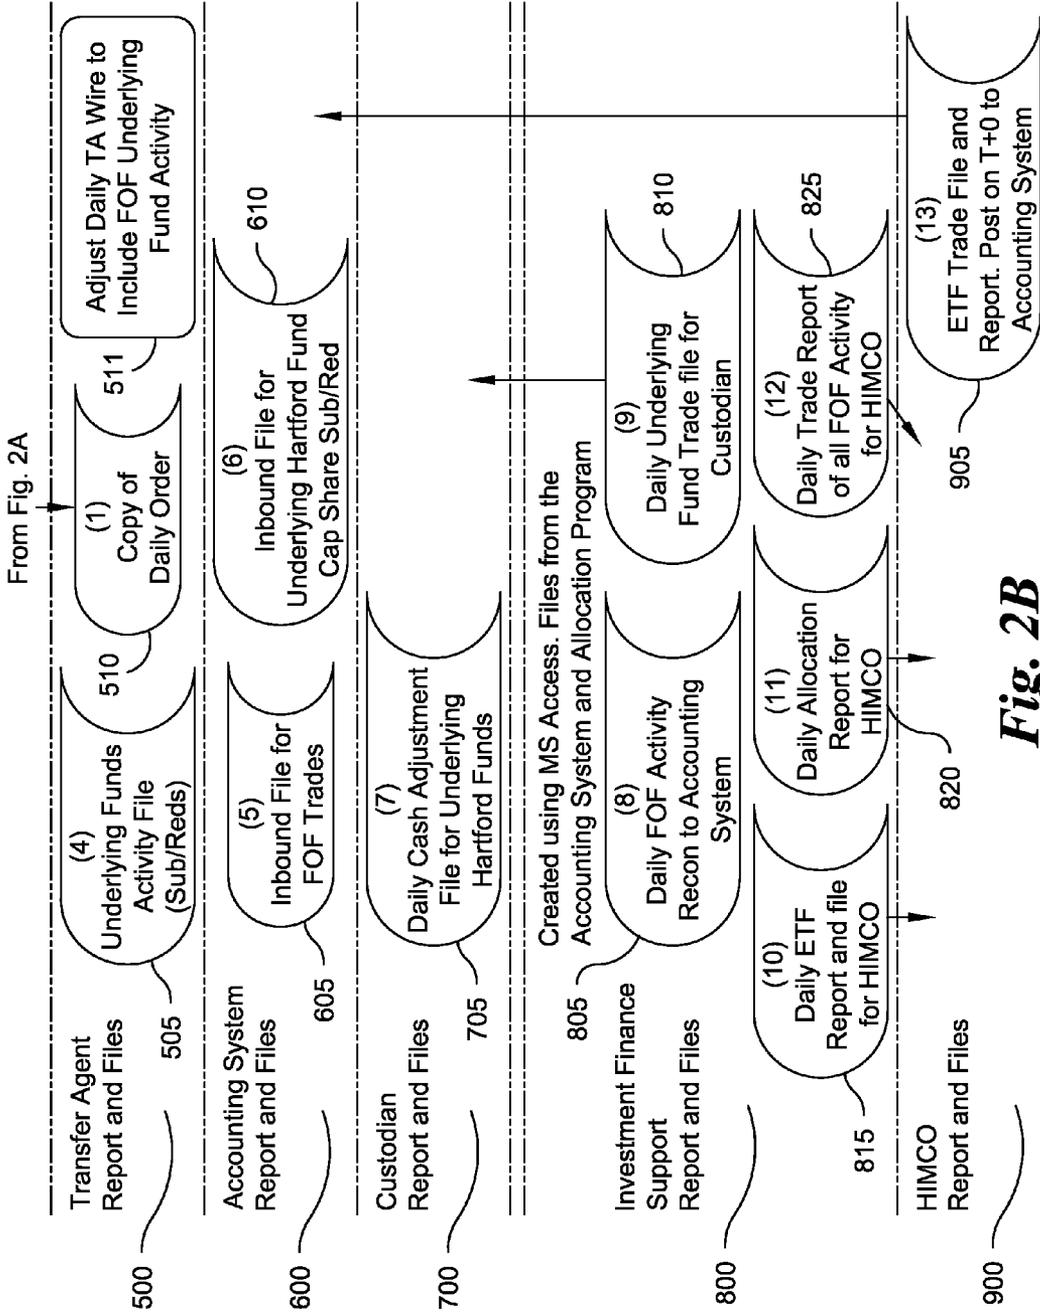 From Fig. 2A
500
Transfer Agent
Report and Files
505
(4)
Underlying Funds
Activity File
(Sub/Reds)
510
(1)
Copy of
Daily Order
511
Adjust Daily TA Wire to
Include FOF Underlying
Fund Activity
600
Accounting System
Report and Files
605
(5)
Inbound File for
FOF Trades
(6)
Inbound File for
Underlying Hartford Fund
Cap Share Sub/Red
610
700
Custodian
Report and Files
705
(7)
Daily Cash Adjustment
File for Underlying
Hartford Funds
Created using MS Access. Files from the
Accounting System and Allocation Program
800
Investment Finance
Support
Report and Files
805
(8)
Daily FOF Activity
Recon to Accounting
System
(9)
Daily Underlying
Fund Trade file for
Custodian
810
815
(10)
Daily ETF
Report and file
for HIMCO
(11)
Daily Allocation
Report for
HIMCO
820
(12)
Daily Trade Report
of all FOF Activity
for HIMCO
825
900
HIMCO
Report and Files
905
(13)
ETF Trade File and
Report. Post on T+0 to
Accounting System
Fig. 2B